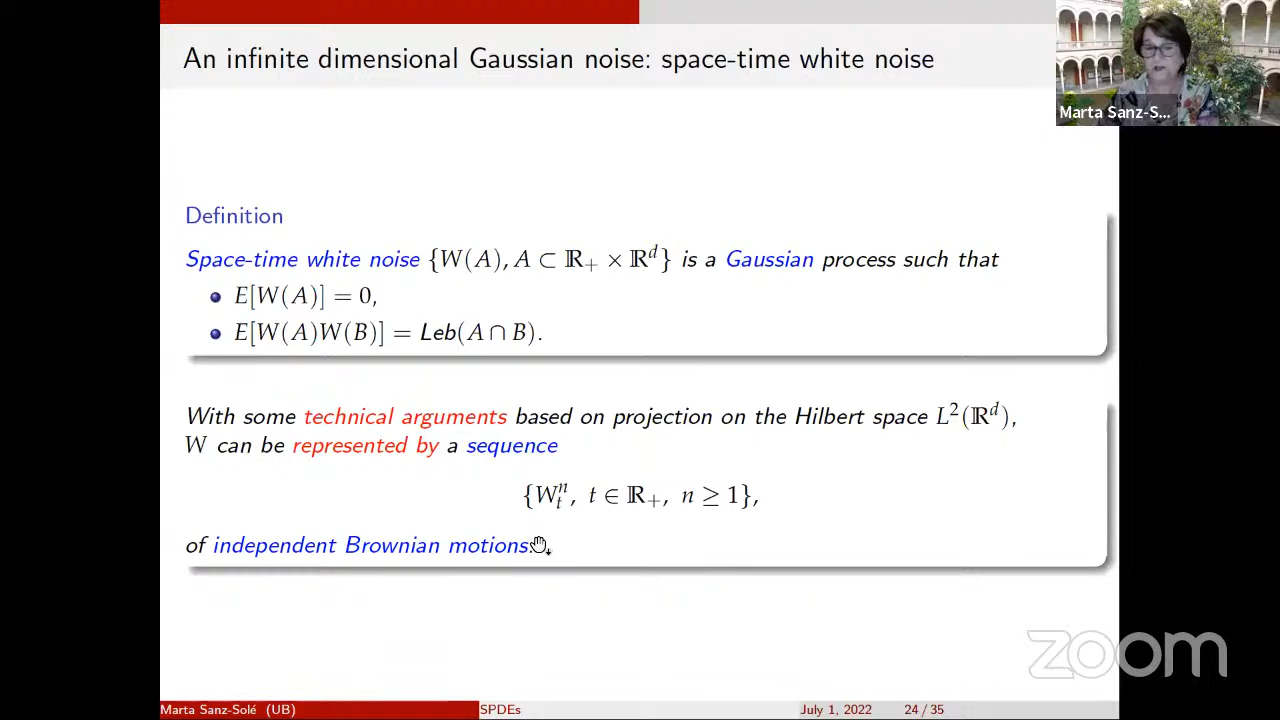 An infinite dimensional Gaussian noise: space-time white noise
Marta Sanz-S...
Definition
Space-time white noise {W(A), A ⊂ ℝ₊ × ℝᵈ} is a Gaussian process such that
E[W(A)] = 0,
E[W(A)W(B)] = Leb(A ∩ B).
With some technical arguments based on projection on the Hilbert space L²(ℝᵈ),
W can be represented by a sequence
{Wₜⁿ, t ∈ ℝ₊, n ≥ 1},
of independent Brownian motions.
zoom
Marta Sanz-Solé (UB) SPDEs July 1, 2022 24 / 35